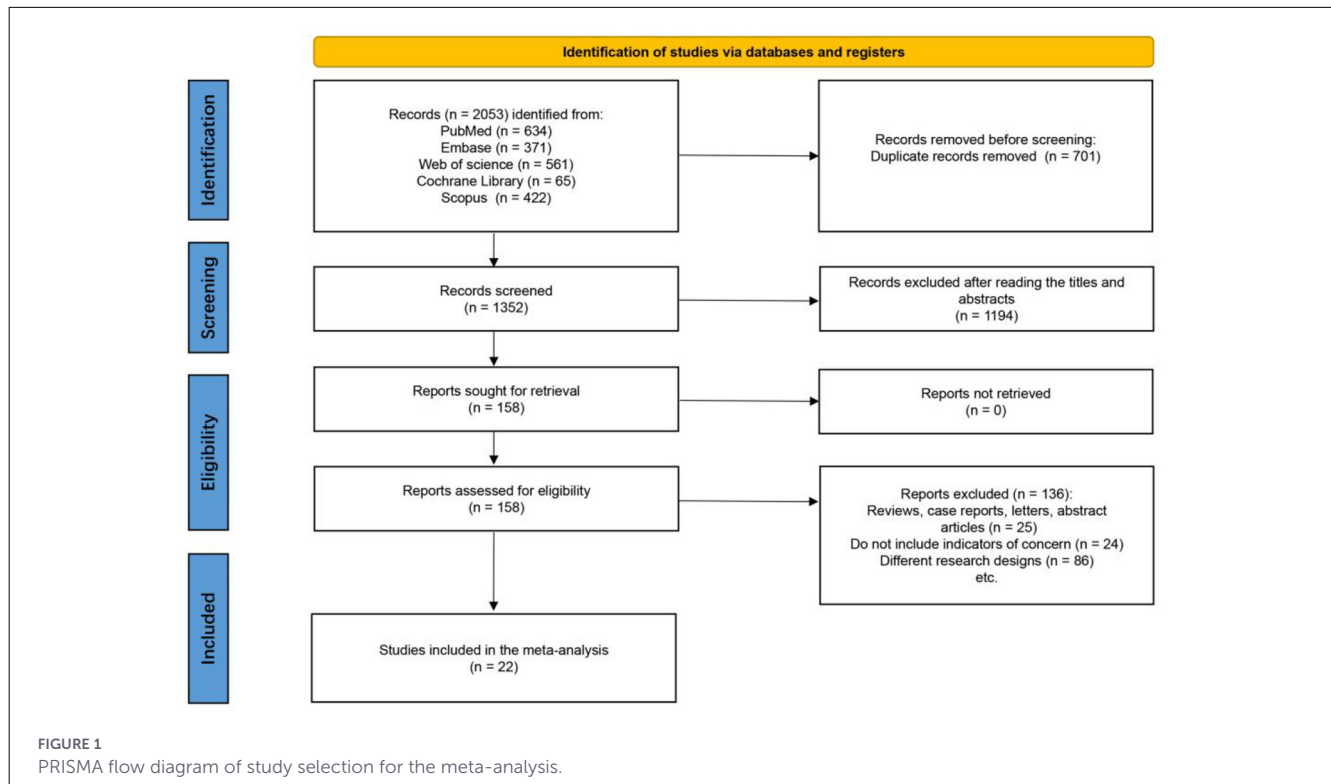 Identification of studies via databases and registers
Identification
Records (n = 2053) identified from:
PubMed (n = 634)
Embase (n = 371)
Web of science (n = 561)
Cochrane Library (n = 65)
Scopus (n = 422)
Records removed before screening:
Duplicate records removed (n = 701)
Screening
Records screened
(n = 1352)
Records excluded after reading the titles and
abstracts
(n = 1194)
Eligibility
Reports sought for retrieval
(n = 158)
Reports not retrieved
(n = 0)
Reports assessed for eligibility
(n = 158)
Reports excluded (n = 136):
Reviews, case reports, letters, abstract
articles (n = 25)
Do not include indicators of concern (n = 24)
Different research designs (n = 86)
etc.
Included
Studies included in the meta-analysis
(n = 22)
FIGURE 1
PRISMA flow diagram of study selection for the meta-analysis.